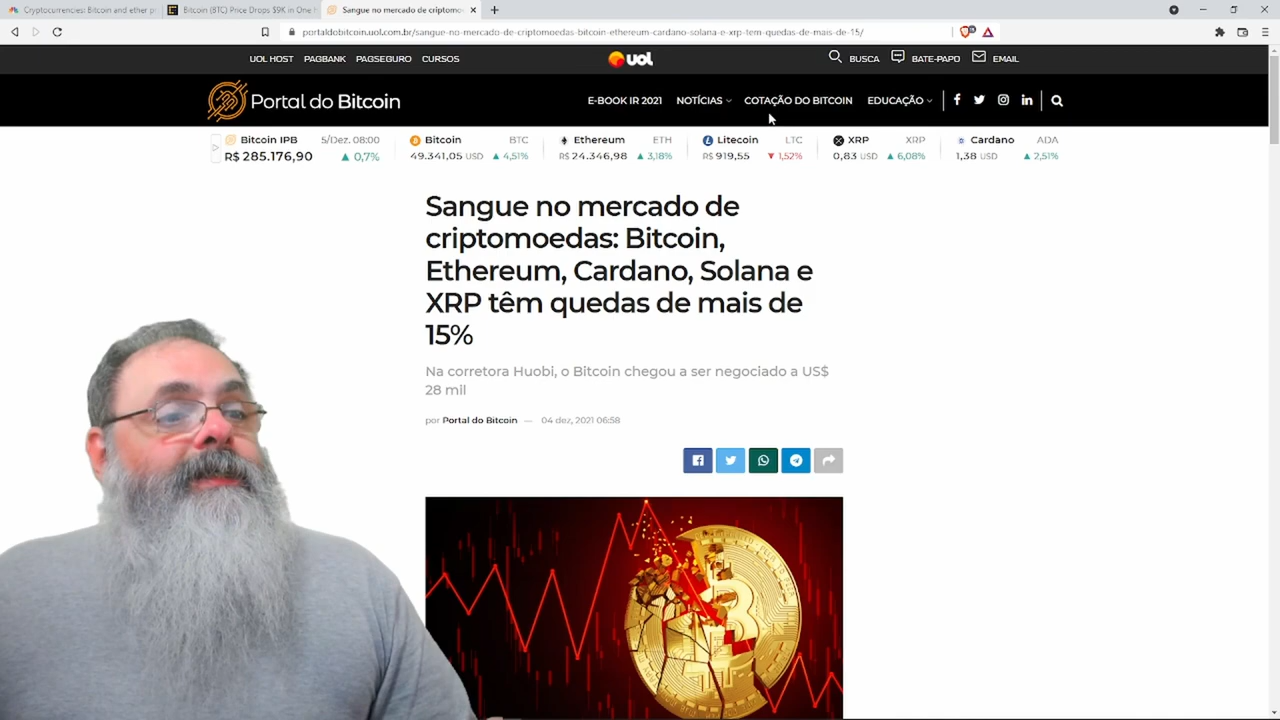 Cryptocurrencies: Bitcoin and ether p
Bitcoin (BTC) Price Drops $9K in One
Sangue no mercado de criptomo
portaldobitcoin.uol.com.br/sangue-no-mercado-de-criptomoedas-bitcoin-ethereum-cardano-solana-e-xrp-tem-quedas-de-mais-de-15/
UOL HOST PAGBANK PAGSEGURO CURSOS UOL BUSCA BATE-PAPO EMAIL
Portal do Bitcoin E-BOOK IR 2021 NOTÍCIAS COTAÇÃO DO BITCOIN EDUCAÇÃO
Bitcoin IPB 5/Dez, 08:00 Bitcoin BTC Ethereum ETH Litecoin LTC XRP XRP Cardano ADA
R$ 285.176,90 ▲ 0,7% 49.341,05 USD ▲ 4,51% R$ 24.346,98 ▲ 3,18% R$ 919,55 ▼ 1,52% 0,83 USD ▲ 6,08% 1,38 USD ▲ 2,51%
Sangue no mercado de
criptomoedas: Bitcoin,
Ethereum, Cardano, Solana e
XRP têm quedas de mais de
15%
Na corretora Huobi, o Bitcoin chegou a ser negociado a US$
28 mil
por Portal do Bitcoin — 04 dez, 2021 06:58